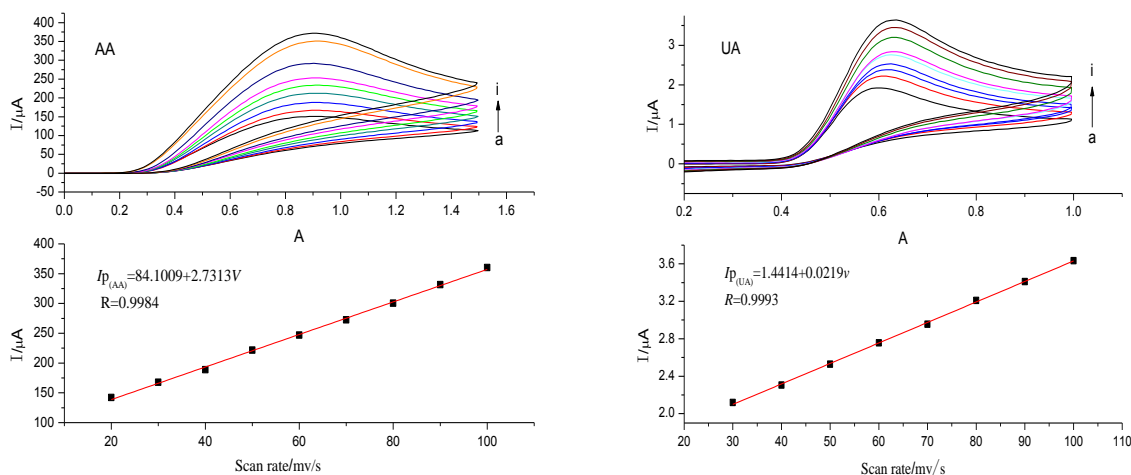 AA
I/μA
400
350
300
250
200
150
100
50
0
-50
i
a
0.0 0.2 0.4 0.6 0.8 1.0 1.2 1.4 1.6
A
UA
I/μA
3
2
1
0
i
a
0.2 0.4 0.6 0.8 1.0
A
Ip(AA)=84.1009+2.7313V
R=0.9984
I/μA
400
350
300
250
200
150
100
20 40 60 80 100
Scan rate/mv/s
Ip(UA)=1.4414+0.0219v
R=0.9993
I/μA
3.6
3.2
2.8
2.4
2.0
20 30 40 50 60 70 80 90 100 110
Scan rate/mv/s